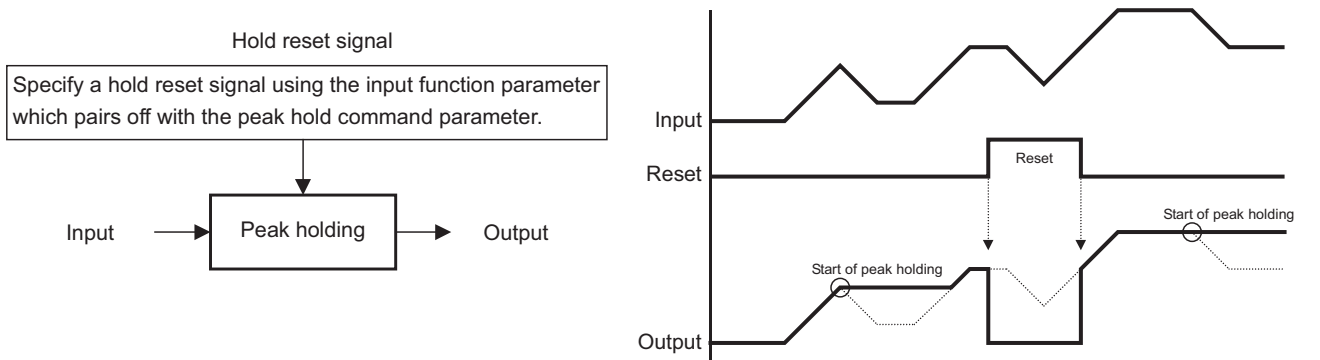 Hold reset signal
Specify a hold reset signal using the input function parameter
which pairs off with the peak hold command parameter.
Input
Peak holding
Output
Input
Reset
Reset
Start of peak holding
Start of peak holding
Output